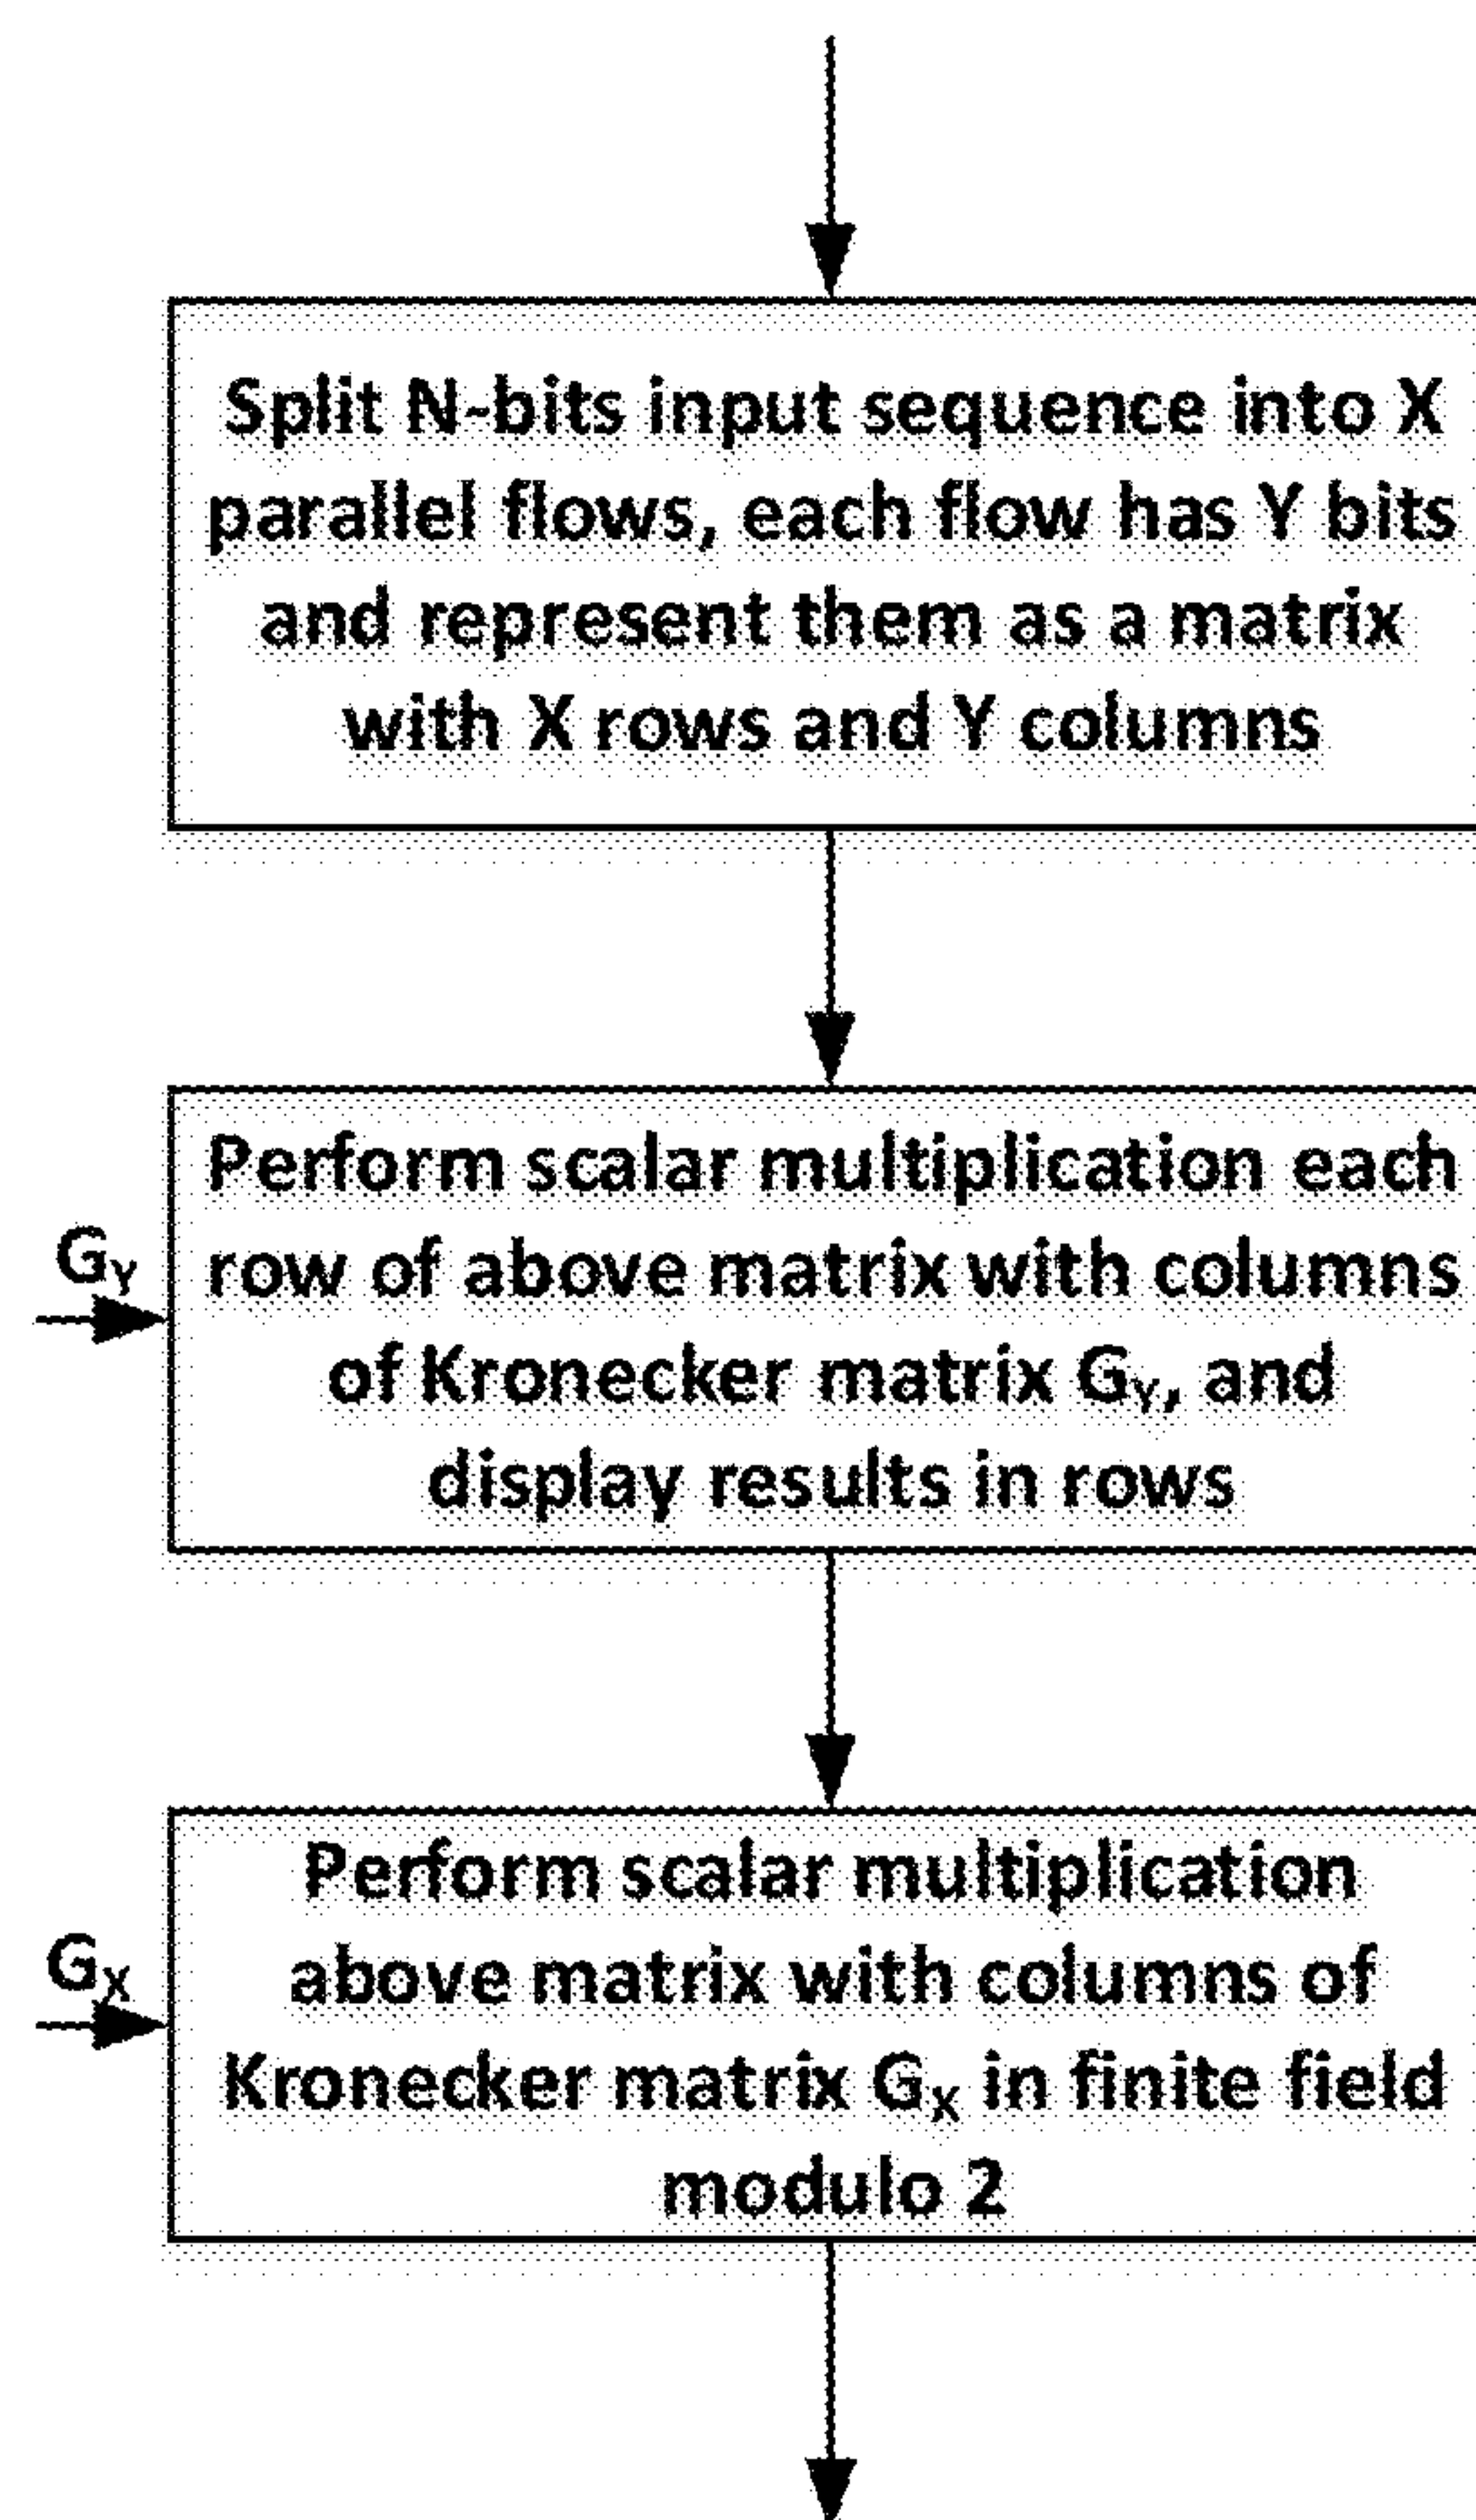 Split N-bits input sequence into X
parallel flows, each flow has Y bits
and represent them as a matrix
with X rows and Y columns
Perform scalar multiplication each
row of above matrix with columns
of Kronecker matrix GY, and
display results in rows
GY
Perform scalar multiplication
above matrix with columns of
Kronecker matrix GX in finite field
modulo 2
GX